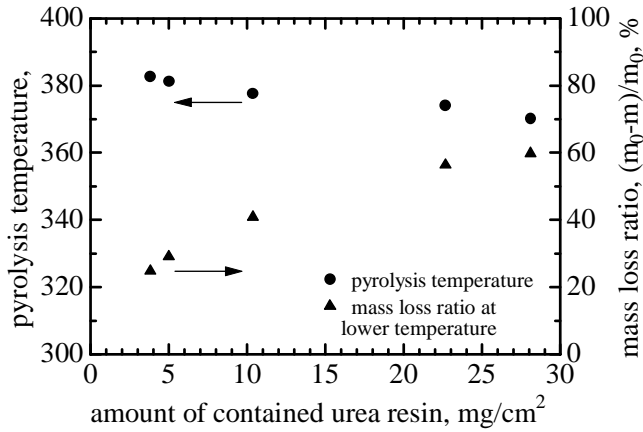 400
380
360
340
320
300
pyrolysis temperature,
100
80
60
40
20
0
mass loss ratio, (m0-m)/m0, %
pyrolysis temperature
mass loss ratio at
lower temperature
0 5 10 15 20 25 30
amount of contained urea resin, mg/cm2